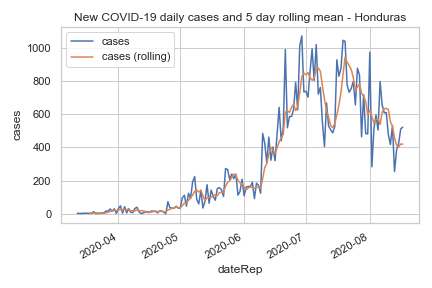 New COVID-19 daily cases and 5 day rolling mean - Honduras
cases
cases (rolling)
cases
1000
800
600
400
200
0
2020-04
2020-05
2020-06
2020-07
2020-08
dateRep